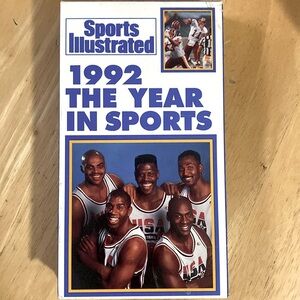 Sports
Illustrated
1992
THE YEAR
IN SPORTS
USA
USA